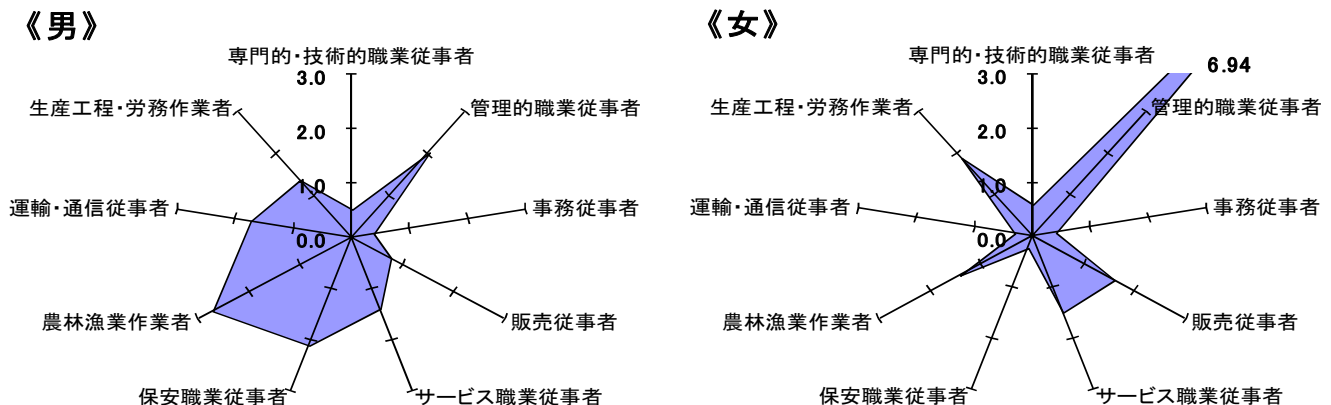 《男》
専門的・技術的職業従事者
3.0
生産工程・労務作業者
管理的職業従事者
2.0
1.0
運輸・通信従事者
事務従事者
0.0
農林漁業作業者
販売従事者
保安職業従事者
サービス職業従事者
《女》
専門的・技術的職業従事者
6.94
3.0
生産工程・労務作業者
管理的職業従事者
2.0
1.0
運輸・通信従事者
事務従事者
0.0
農林漁業作業者
販売従事者
保安職業従事者
サービス職業従事者